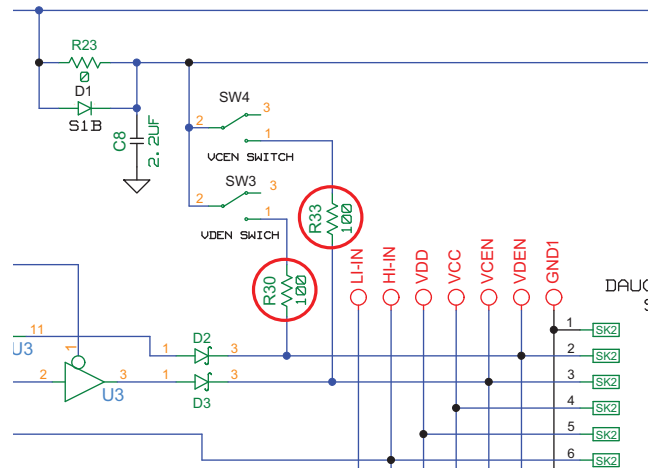 R23
0
D1
S1B
C8
2.2UF
SW4
3
2
1
VCEN SWITCH
SW3
3
2
1
VDEN SWICH
R33
100
R30
100
LI-IN
HI-IN
VDD
VCC
VCEN
VDEN
GND1
DAUG
S
1
SK2
11
U3
1
D2
1
3
2
SK2
2
3
U3
1
3
D3
3
SK2
4
SK2
5
SK2
6
SK2